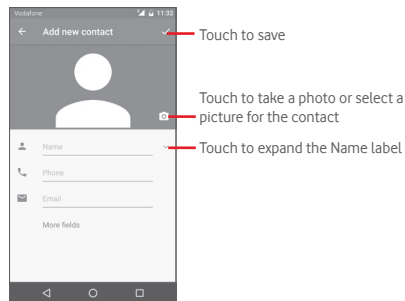 Vodafone 11:32
Add new contact
Touch to save
Touch to take a photo or select a
picture for the contact
Name
Touch to expand the Name label
Phone
Email
More fields